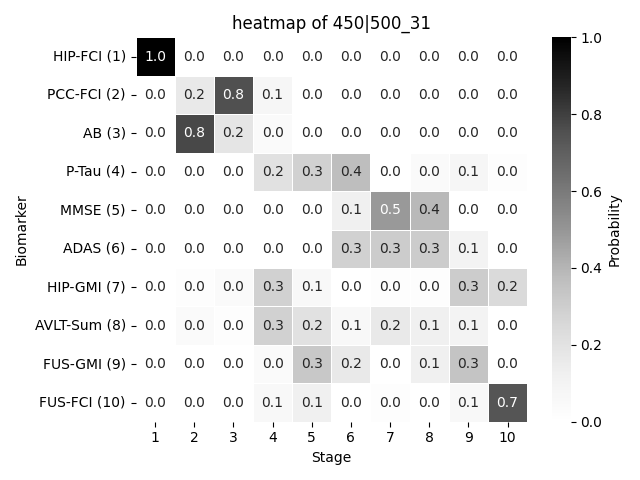 heatmap of 450|500_31
HIP-FCI (1) 1.0 0.0 0.0 0.0 0.0 0.0 0.0 0.0 0.0 0.0
PCC-FCI (2) 0.0 0.2 0.8 0.1 0.0 0.0 0.0 0.0 0.0 0.0
AB (3) 0.0 0.8 0.2 0.0 0.0 0.0 0.0 0.0 0.0 0.0
P-Tau (4) 0.0 0.0 0.0 0.2 0.3 0.4 0.0 0.0 0.1 0.0
MMSE (5) 0.0 0.0 0.0 0.0 0.0 0.1 0.5 0.4 0.0 0.0
ADAS (6) 0.0 0.0 0.0 0.0 0.0 0.3 0.3 0.3 0.1 0.0
HIP-GMI (7) 0.0 0.0 0.0 0.3 0.1 0.0 0.0 0.0 0.3 0.2
AVLT-Sum (8) 0.0 0.0 0.0 0.3 0.2 0.1 0.2 0.1 0.1 0.0
FUS-GMI (9) 0.0 0.0 0.0 0.0 0.3 0.2 0.0 0.1 0.3 0.0
FUS-FCI (10) 0.0 0.0 0.0 0.1 0.1 0.0 0.0 0.0 0.1 0.7
1 2 3 4 5 6 7 8 9 10
Stage
Biomarker
1.0
0.8
0.6
0.4
0.2
0.0
Probability